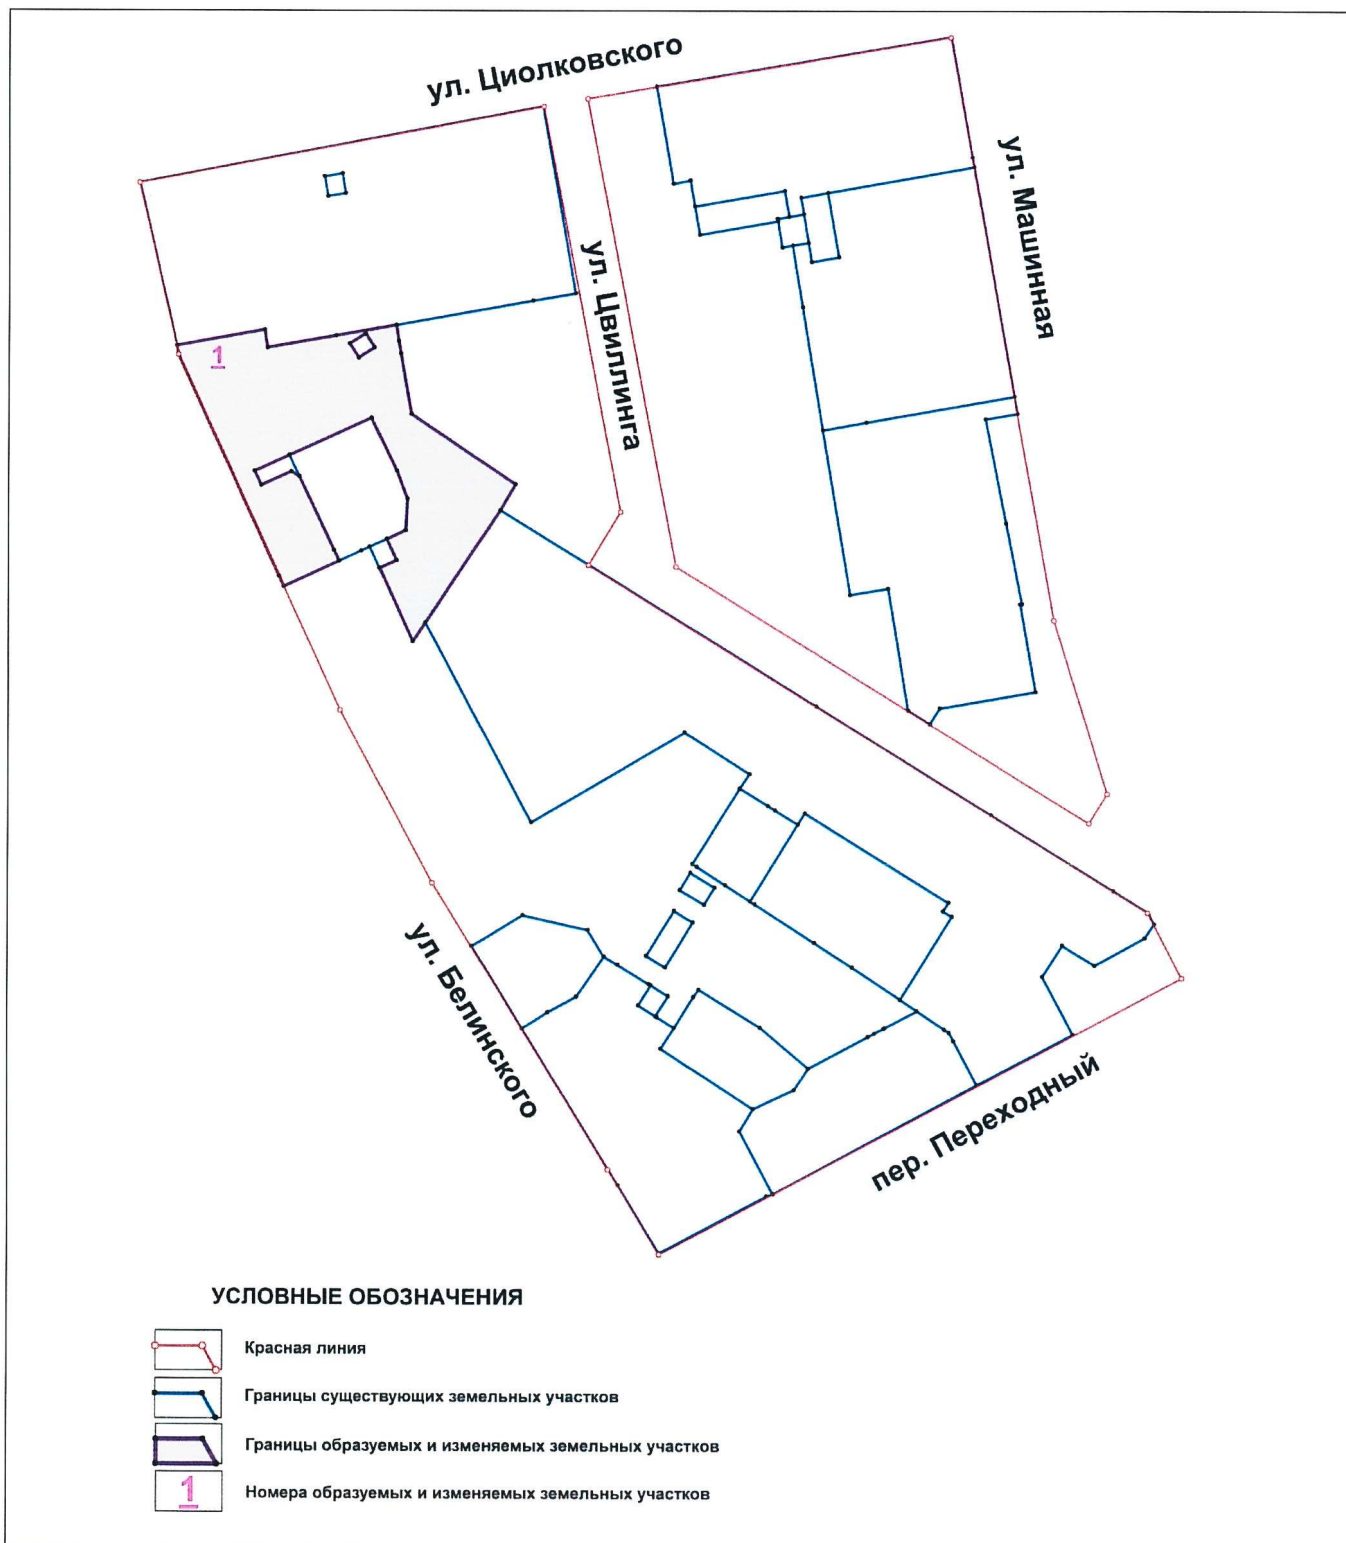 ул. Циолковского
ул. Машинная
ул. Цвиллинга
1
ул. Белинского
пер. Переходный
УСЛОВНЫЕ ОБОЗНАЧЕНИЯ
Красная линия
Границы существующих земельных участков
Границы образуемых и изменяемых земельных участков
1
Номера образуемых и изменяемых земельных участков